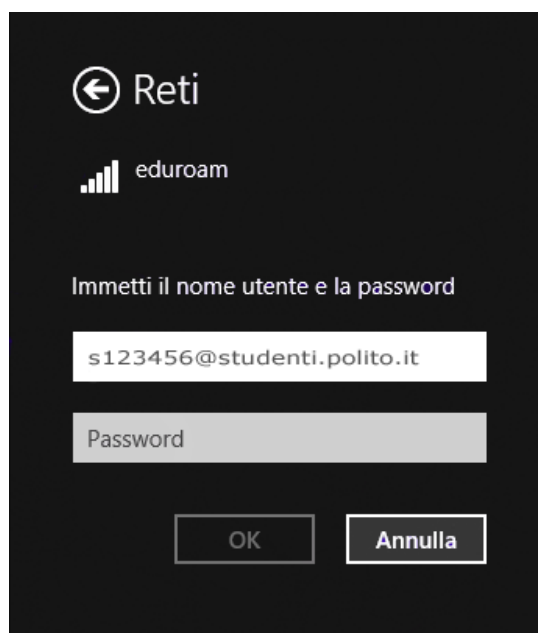 Reti
eduroam
Immetti il nome utente e la password
s123456@studenti.polito.it
Password
OK
Annulla